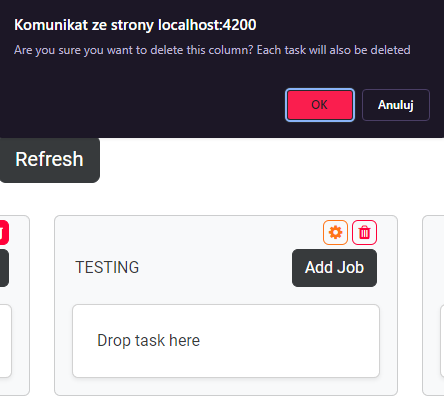 Komunikat ze strony localhost:4200
Are you sure you want to delete this column? Each task will also be deleted
OK
Anuluj
Refresh
TESTING
Add Job
Drop task here